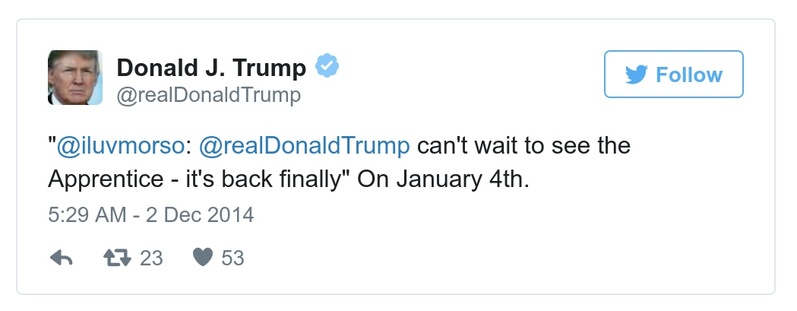 Donald J. Trump
@realDonaldTrump
Follow
"@iluvmorso: @realDonaldTrump can't wait to see the
Apprentice - it's back finally" On January 4th.
5:29 AM - 2 Dec 2014
23 53